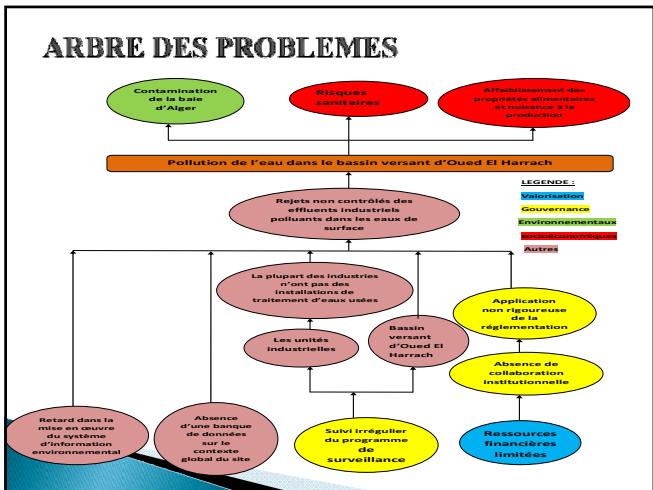 ARBRE DES PROBLEMES
Contamination
de la baie
d'Alger
Risques
sanitaires
Affaiblissement des
propriétés alimentaires
et nuisance à la
production
Pollution de l'eau dans le bassin versant d'Oued El Harrach
LEGENDE :
Valorisation
Gouvernance
Environnementaux
socioéconomiques
Autres
Rejets non contrôlés des
effluents industriels
polluants dans les eaux de
surface
La plupart des industries
n'ont pas des
installations de
traitement d'eaux usées
Application
non rigoureuse
de la
réglementation
Les unités
industrielles
Bassin
versant
d'Oued El
Harrach
Absence de
collaboration
institutionnelle
Retard dans la
mise en œuvre
du système
d'information
environnemental
Absence
d'une banque
de données
sur le
contexte
global du site
Suivi irrégulier
du programme
de
surveillance
Ressources
financières
limitées